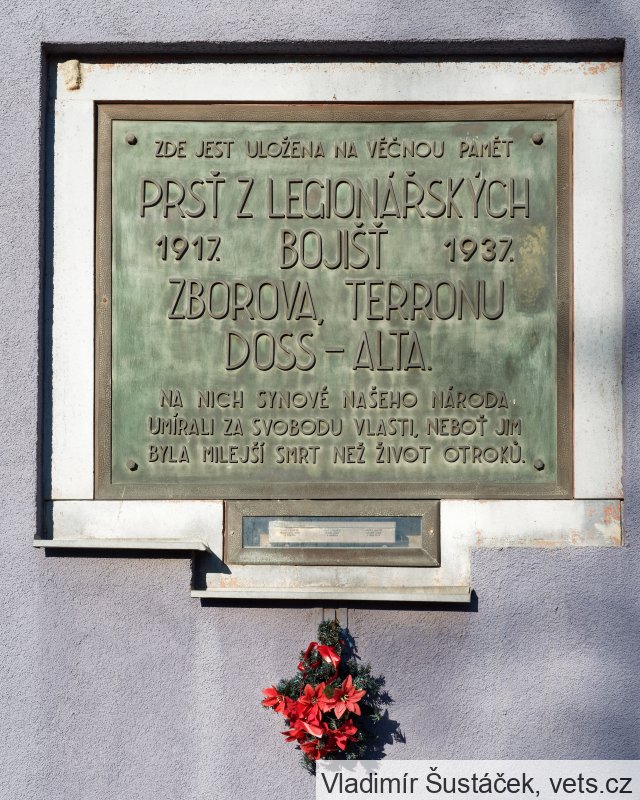 ZDE JEST ULOŽENA NA VĚČNOU PAMĚT
PRSŤ Z LEGIONÁŘSKÝCH
1917. BOJIŠŤ 1937.
ZBOROVA, TERRONU
DOSS – ALTA.
NA NICH SYNOVÉ NAŠEHO NÁRODA
UMÍRALI ZA SVOBODU VLASTI, NEBOŤ JIM
BYLA MILEJŠÍ SMRT NEŽ ŽIVOT OTROKŮ.
Vladimír Šustáček, vets.cz